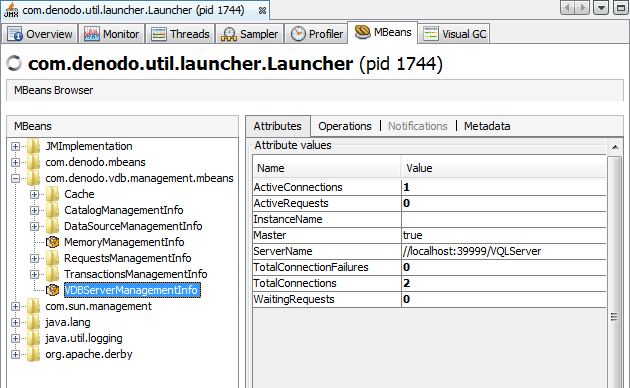 JMX com.denodo.util.launcher.Launcher (pid 1744)
Overview Monitor Threads Sampler Profiler MBeans Visual GC
com.denodo.util.launcher.Launcher (pid 1744)
MBeans Browser
MBeans
JMImplementation
com.denodo.mbeans
com.denodo.vdb.management.mbeans
Cache
CatalogManagementInfo
DataSourceManagementInfo
MemoryManagementInfo
RequestsManagementInfo
TransactionsManagementInfo
VDBServerManagementInfo
com.sun.management
java.lang
java.util.logging
org.apache.derby
Attributes Operations Notifications Metadata
Attribute values
Name Value
ActiveConnections 1
ActiveRequests 0
InstanceName
Master true
ServerName //localhost:39999/VQLServer
TotalConnectionFailures 0
TotalConnections 2
WaitingRequests 0